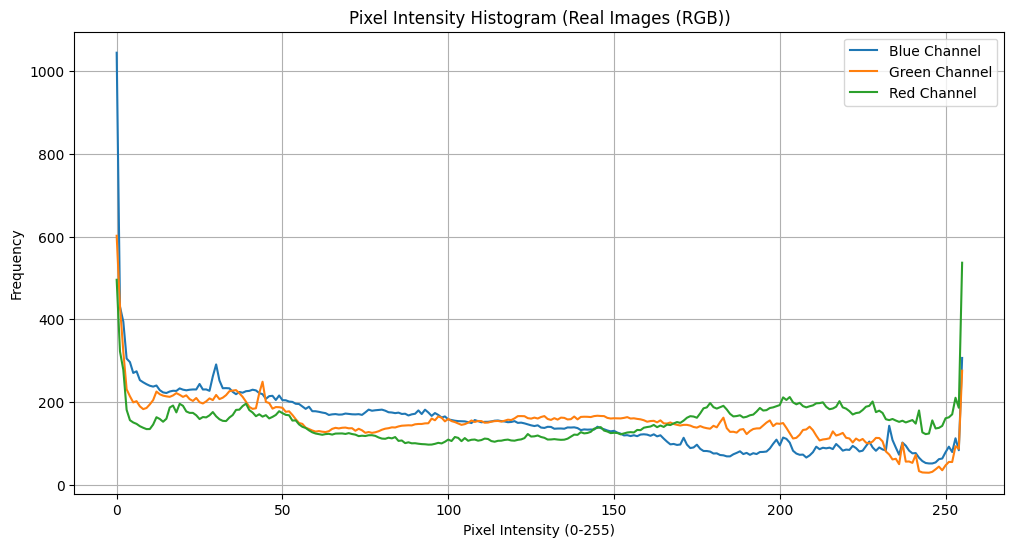 Pixel Intensity Histogram (Real Images (RGB))
Blue Channel
Green Channel
Red Channel
1000
800
600
400
200
0
Frequency
0 50 100 150 200 250
Pixel Intensity (0-255)